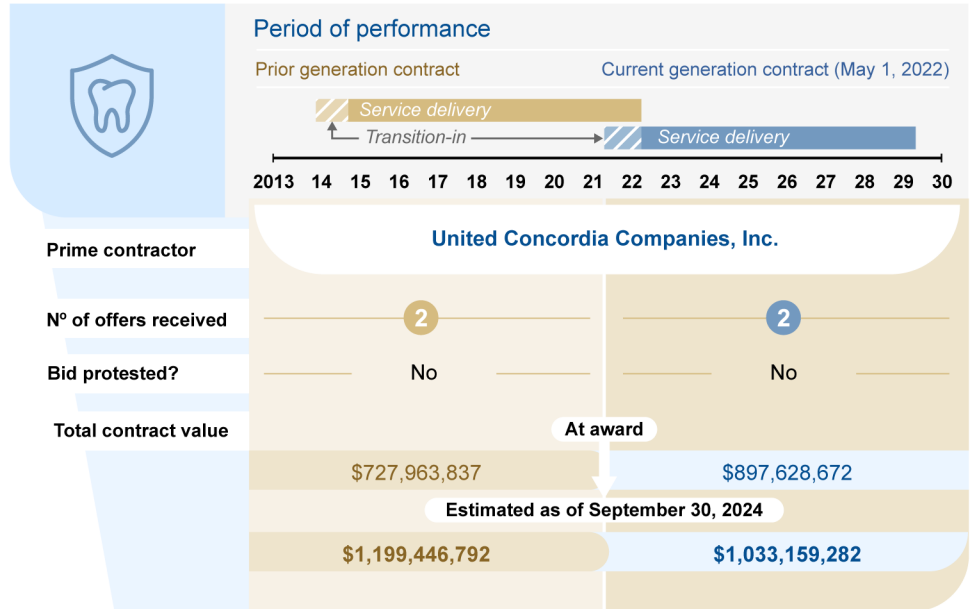 Period of performance
Prior generation contract
Current generation contract (May 1, 2022)
Service delivery
Transition-in
Service delivery
2013 14 15 16 17 18 19 20 21 22 23 24 25 26 27 28 29 30
Prime contractor
United Concordia Companies, Inc.
Nº of offers received
2
2
Bid protested?
No
No
Total contract value
At award
$727,963,837
$897,628,672
Estimated as of September 30, 2024
$1,199,446,792
$1,033,159,282